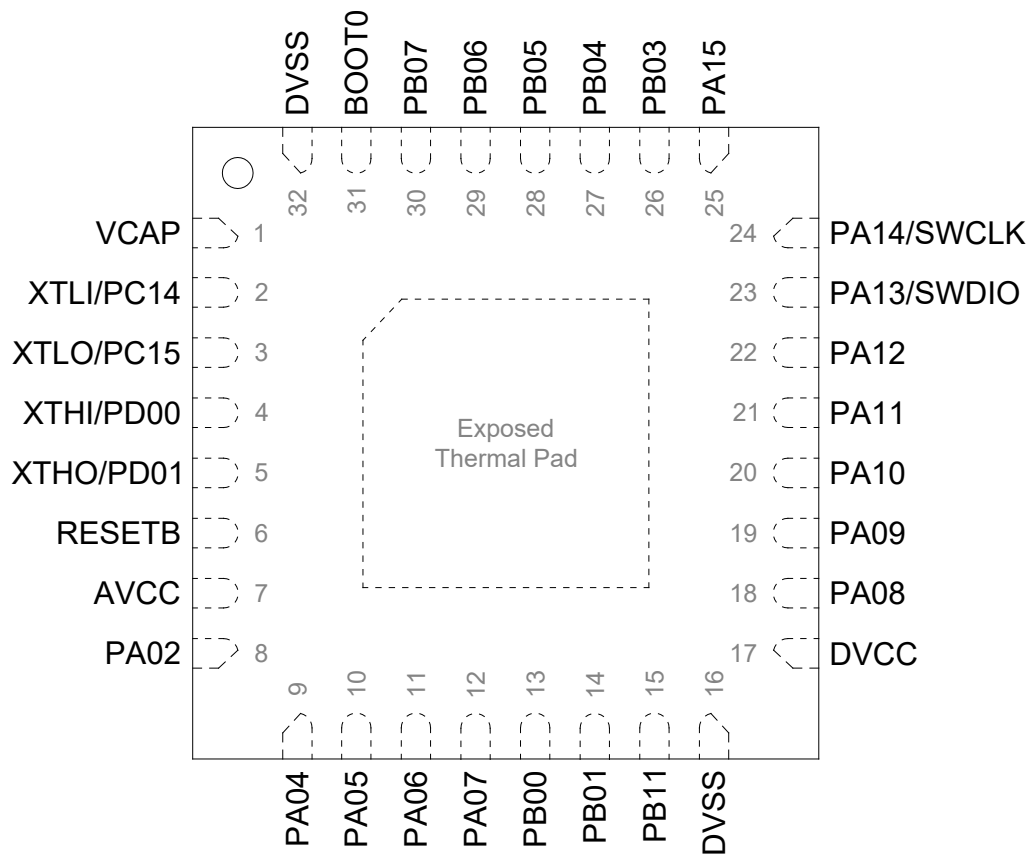 DVSS
BOOT0
PB07
PB06
PB05
PB04
PB03
PA15
32
31
30
29
28
27
26
25
VCAP 1
24 PA14/SWCLK
XTLI/PC14 2
23 PA13/SWDIO
XTLO/PC15 3
22 PA12
XTHI/PD00 4
21 PA11
Exposed
Thermal Pad
XTHO/PD01 5
20 PA10
RESETB 6
19 PA09
AVCC 7
18 PA08
PA02 8
17 DVCC
9
10
11
12
13
14
15
16
PA04
PA05
PA06
PA07
PB00
PB01
PB11
DVSS